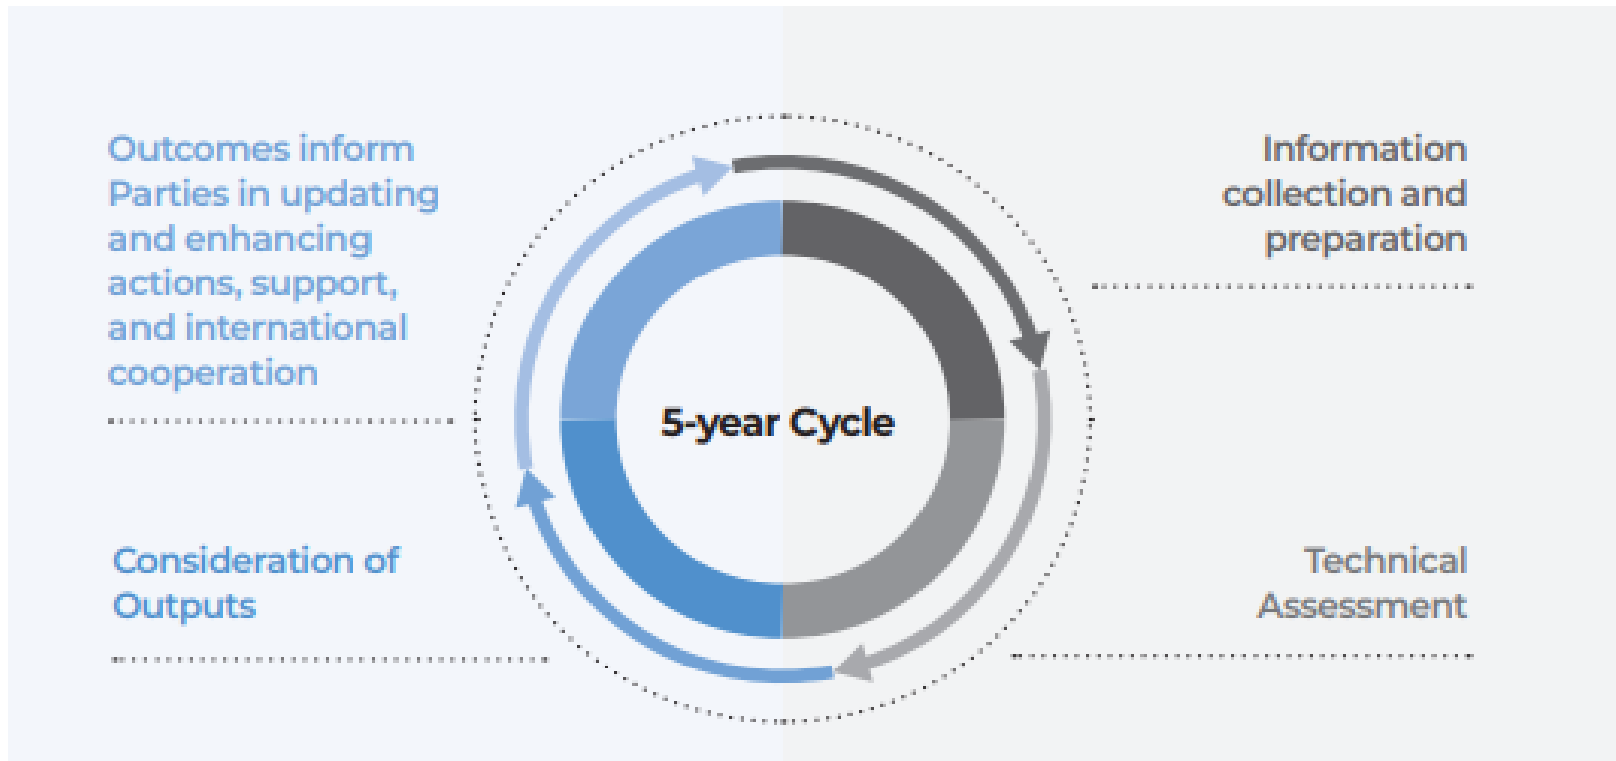 Outcomes inform
Parties in updating
and enhancing
actions, support,
and international
cooperation
Information
collection and
preparation
5-year Cycle
Consideration of
Outputs
Technical
Assessment